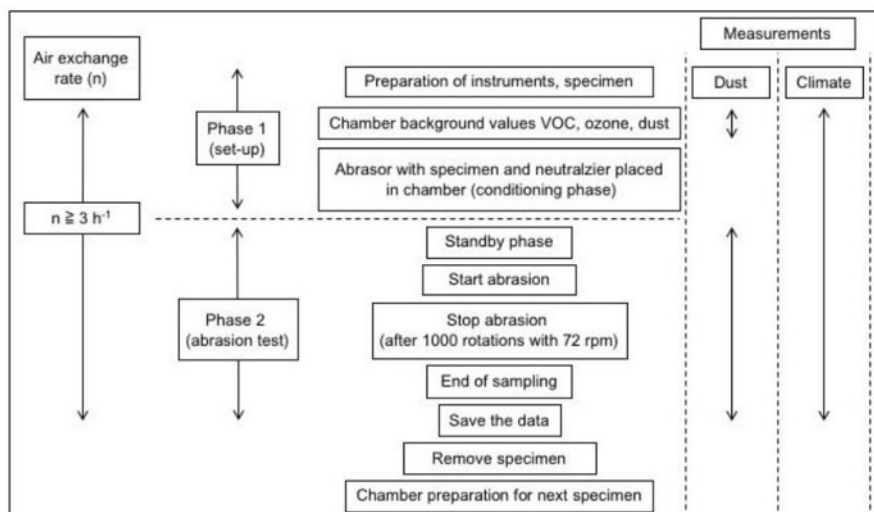 Measurements
Air exchange
rate (n)
Preparation of instruments, specimen
Dust
Climate
Phase 1
(set-up)
Chamber background values VOC, ozone, dust
Abrasor with specimen and neutralzier placed
in chamber (conditioning phase)
n ≧ 3 h⁻¹
Standby phase
Start abrasion
Phase 2
(abrasion test)
Stop abrasion
(after 1000 rotations with 72 rpm)
End of sampling
Save the data
Remove specimen
Chamber preparation for next specimen